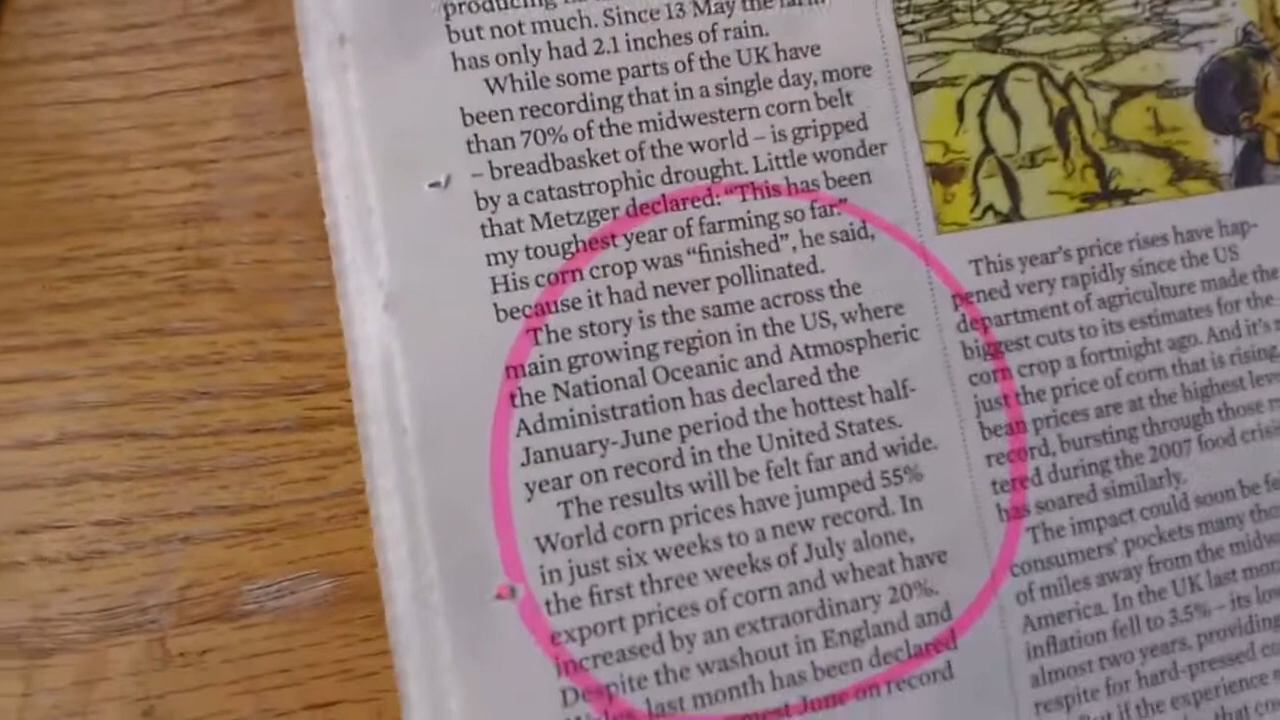 producing
but not much. Since 13 May the farm
has only had 2.1 inches of rain.
While some parts of the UK have
been recording that in a single day, more
than 70% of the midwestern corn belt
– breadbasket of the world – is gripped
by a catastrophic drought. Little wonder
that Metzger declared: “This has been
my toughest year of farming so far.”
His corn crop was “finished”, he said,
because it had never pollinated.
The story is the same across the
main growing region in the US, where
the National Oceanic and Atmospheric
Administration has declared the
January-June period the hottest half-
year on record in the United States.
The results will be felt far and wide.
World corn prices have jumped 55%
in just six weeks to a new record. In
the first three weeks of July alone,
export prices of corn and wheat have
increased by an extraordinary 20%.
Despite the washout in England and
last month has been declared
June on record
This year’s price rises have hap-
pened very rapidly since the US
department of agriculture made the
biggest cuts to its estimates for the
corn crop a fortnight ago. And it’s
just the price of corn that is rising
bean prices are at the highest
record, bursting through those
tered during the 2007 food
has soared similarly.
The impact could soon be
consumers’ pockets many
of miles away from the
America. In the UK last
inflation fell to 3.5% – its
almost two years, providing
respite for hard-pressed
if the experience
that